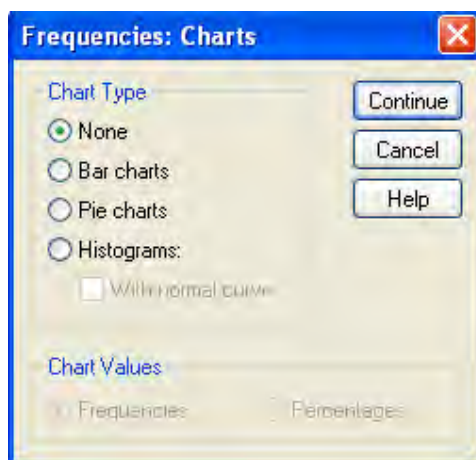 Frequencies: Charts
Chart Type
None
Bar charts
Pie charts
Histograms:
With normal curve
Continue
Cancel
Help
Chart Values
Frequencies
Percentages